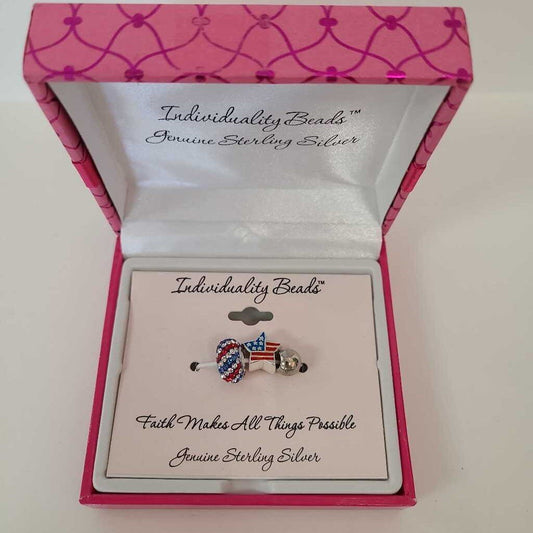 Individuality Beads™
Genuine Sterling Silver
Individuality Beads™
Faith Makes All Things Possible
Genuine Sterling Silver